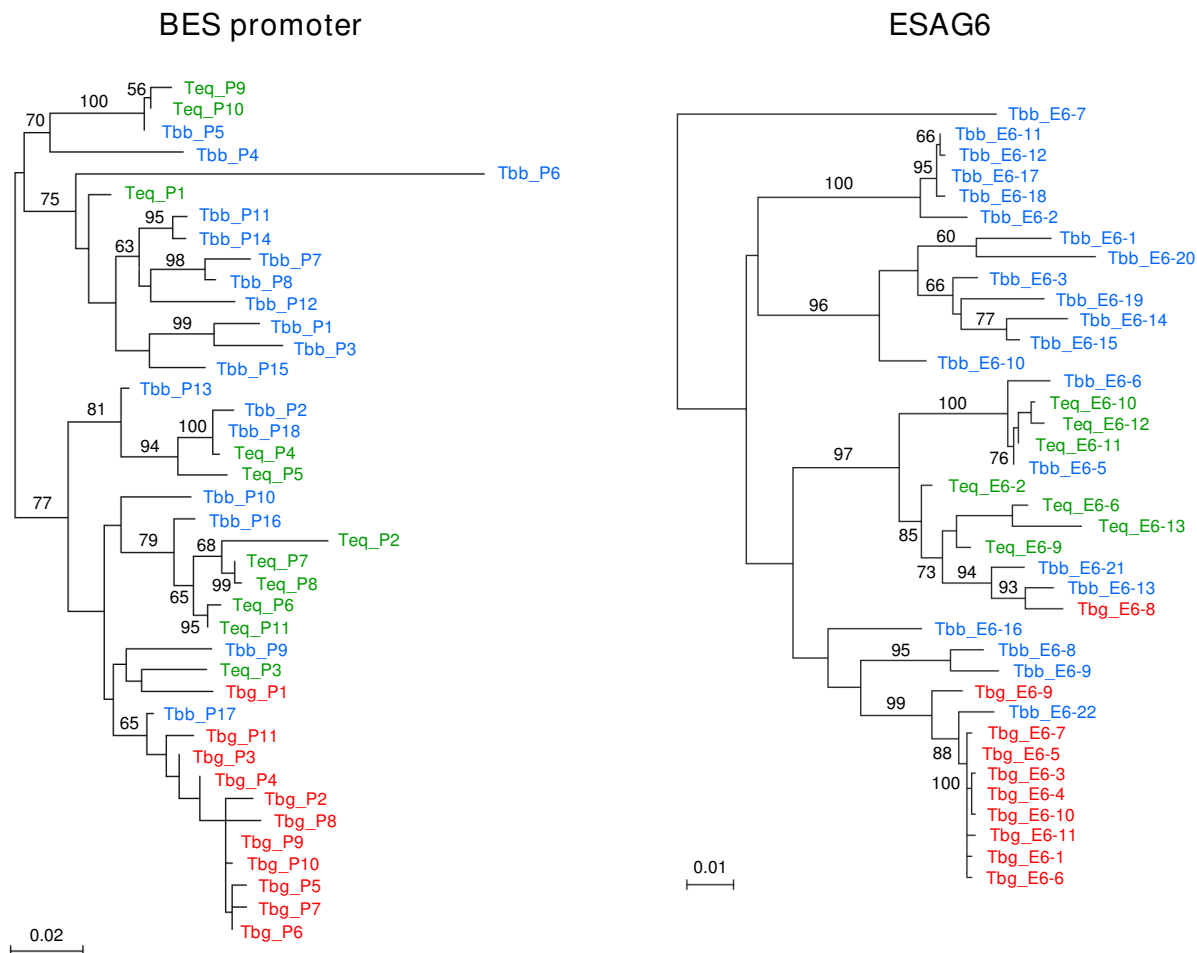 BES promoter
56
Teq_P9
100
Teq_P10
70
Tbb_P5
Tbb_P4
Tbb_P6
75
Teq_P1
95
Tbb_P11
Tbb_P14
63
98
Tbb_P7
Tbb_P8
Tbb_P12
99
Tbb_P1
Tbb_P3
Tbb_P15
Tbb_P13
81
Tbb_P2
100
Tbb_P18
94
Teq_P4
Teq_P5
77
Tbb_P10
Tbb_P16
79
68
Teq_P2
Teq_P7
99
Teq_P8
65
Teq_P6
95
Teq_P11
Tbb_P9
Teq_P3
Tbg_P1
65
Tbb_P17
Tbg_P11
Tbg_P3
Tbg_P4
Tbg_P2
Tbg_P8
Tbg_P9
Tbg_P10
Tbg_P5
Tbg_P7
Tbg_P6
0.02
ESAG6
Tbb_E6-7
66
Tbb_E6-11
Tbb_E6-12
95
Tbb_E6-17
100
Tbb_E6-18
Tbb_E6-2
60
Tbb_E6-1
Tbb_E6-20
66
Tbb_E6-3
Tbb_E6-19
96
77
Tbb_E6-14
Tbb_E6-15
Tbb_E6-10
Tbb_E6-6
100
Teq_E6-10
Teq_E6-12
Teq_E6-11
76
Tbb_E6-5
97
Teq_E6-2
Teq_E6-6
Teq_E6-13
85
Teq_E6-9
73
94
Tbb_E6-21
93
Tbb_E6-13
Tbg_E6-8
Tbb_E6-16
95
Tbb_E6-8
Tbb_E6-9
99
Tbg_E6-9
Tbb_E6-22
Tbg_E6-7
88
Tbg_E6-5
Tbg_E6-3
100
Tbg_E6-4
Tbg_E6-10
Tbg_E6-11
Tbg_E6-1
Tbg_E6-6
0.01